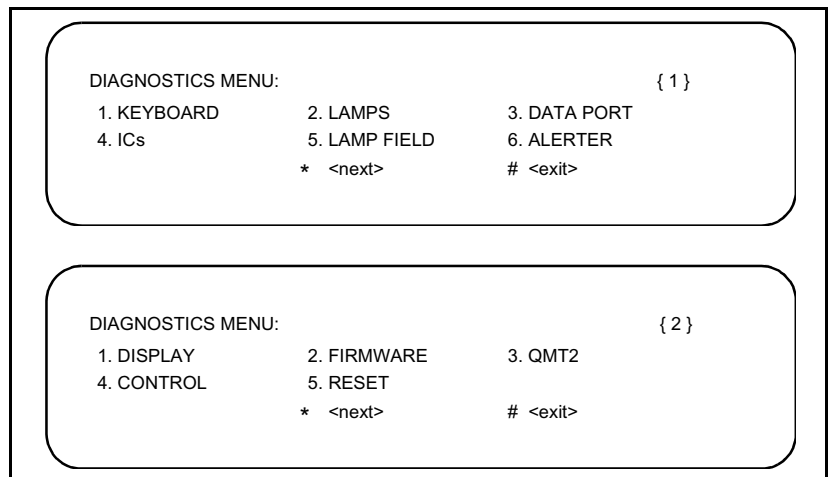 DIAGNOSTICS MENU: { 1 }
1. KEYBOARD 2. LAMPS 3. DATA PORT
4. ICs 5. LAMP FIELD 6. ALERTER
* <next> # <exit>
DIAGNOSTICS MENU: { 2 }
1. DISPLAY 2. FIRMWARE 3. QMT2
4. CONTROL 5. RESET
* <next> # <exit>